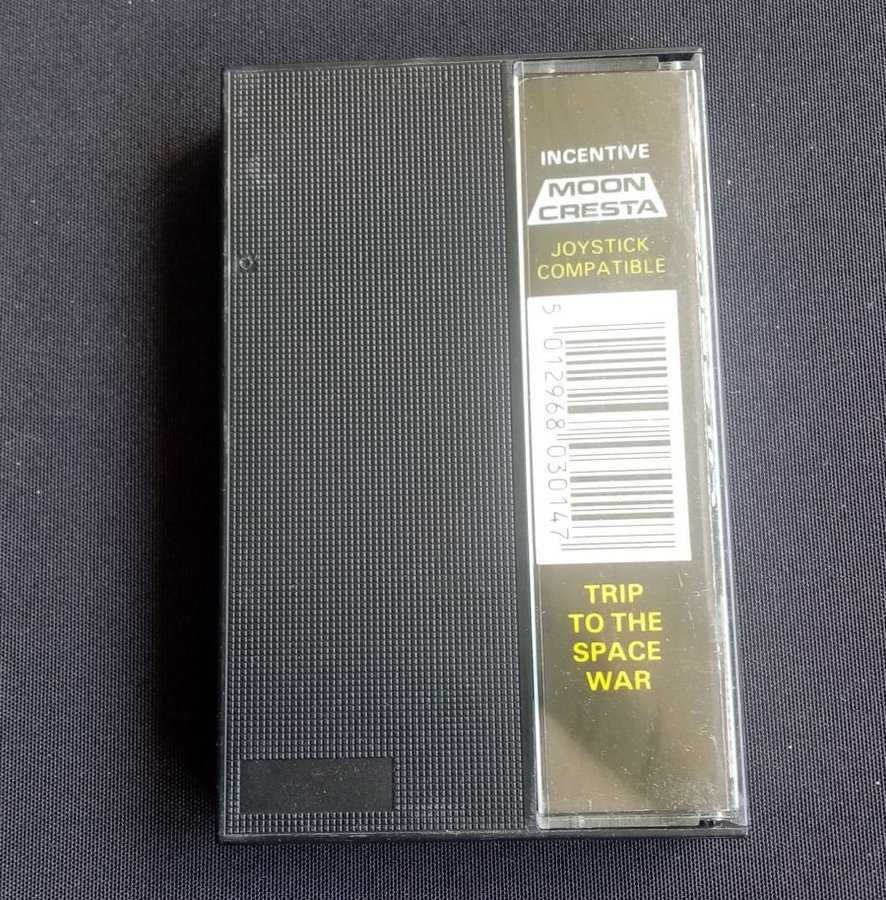 INCENTIVE
MOON
CRESTA
JOYSTICK
COMPATIBLE
5 012968 030147
TRIP
TO THE
SPACE
WAR